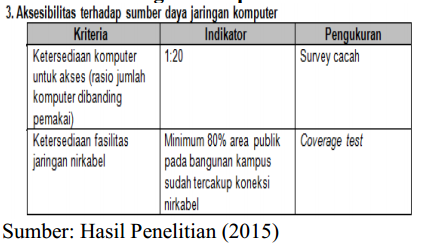 3. Aksesibilitas terhadap sumber daya jaringan komputer
Kriteria Indikator Pengukuran
Ketersediaan komputer 1:20 Survey cacah
untuk akses (rasio jumlah
komputer dibanding
pemakai)
Ketersediaan fasilitas Minimum 80% area publik Coverage test
jaringan nirkabel pada bangunan kampus
sudah tercakup koneksi
nirkabel
Sumber: Hasil Penelitian (2015)